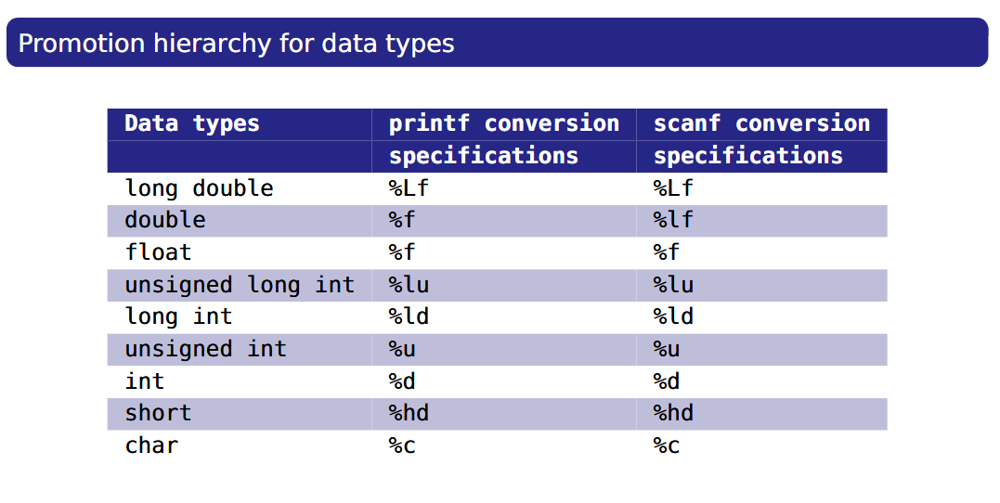 Promotion hierarchy for data types
Data types printf conversion scanf conversion
specifications specifications
long double %Lf %Lf
double %f %lf
float %f %f
unsigned long int %lu %lu
long int %ld %ld
unsigned int %u %u
int %d %d
short %hd %hd
char %c %c